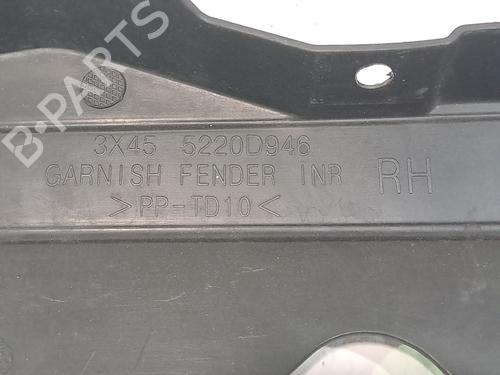 B-PARTS
3X45 5220D946
GARNISH FENDER INR RH
>PP-TD10<